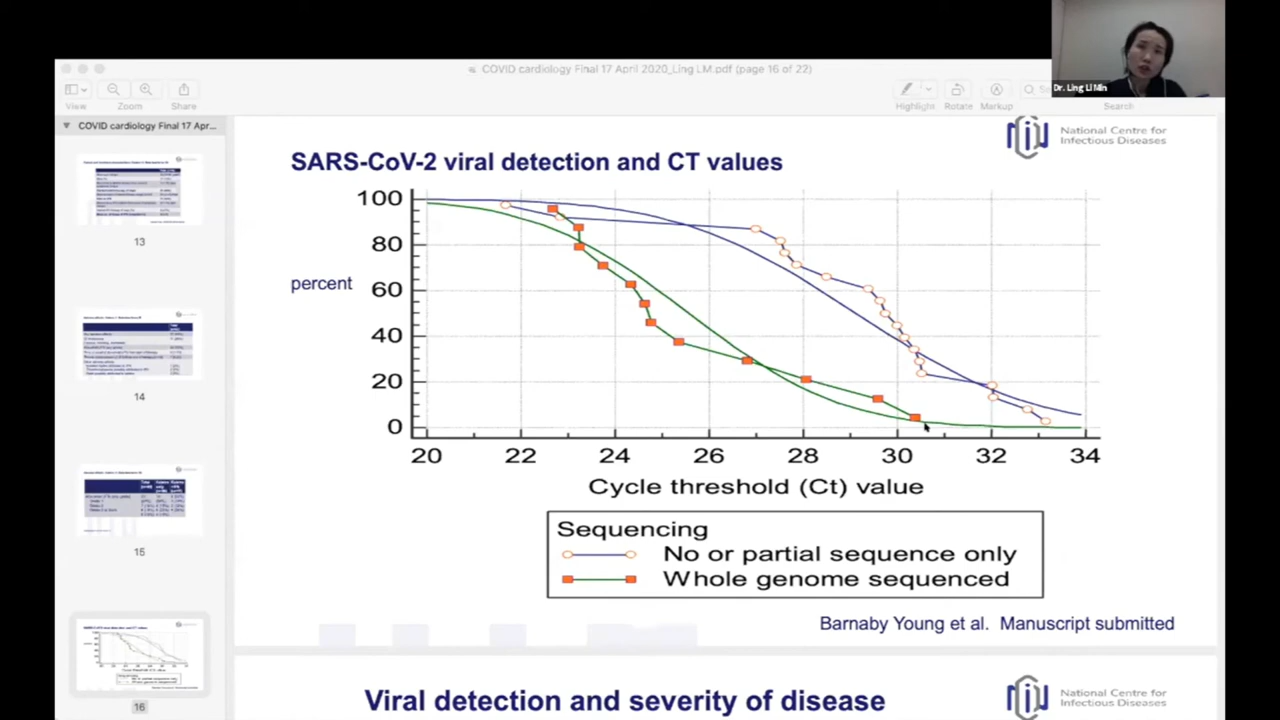 COVID cardiology Final 17 April 2020_Ling LM.pdf (page 16 of 22)
View
Zoom
Share
Highlight
Rotate
Markup
Search
Dr. Ling Li Min
COVID cardiology Final 17 Apr...
13
14
15
16
National Centre for
Infectious Diseases
SARS-CoV-2 viral detection and CT values
percent
100
80
60
40
20
0
20 22 24 26 28 30 32 34
Cycle threshold (Ct) value
Sequencing
No or partial sequence only
Whole genome sequenced
Barnaby Young et al. Manuscript submitted
Viral detection and severity of disease
National Centre for
Infectious Diseases